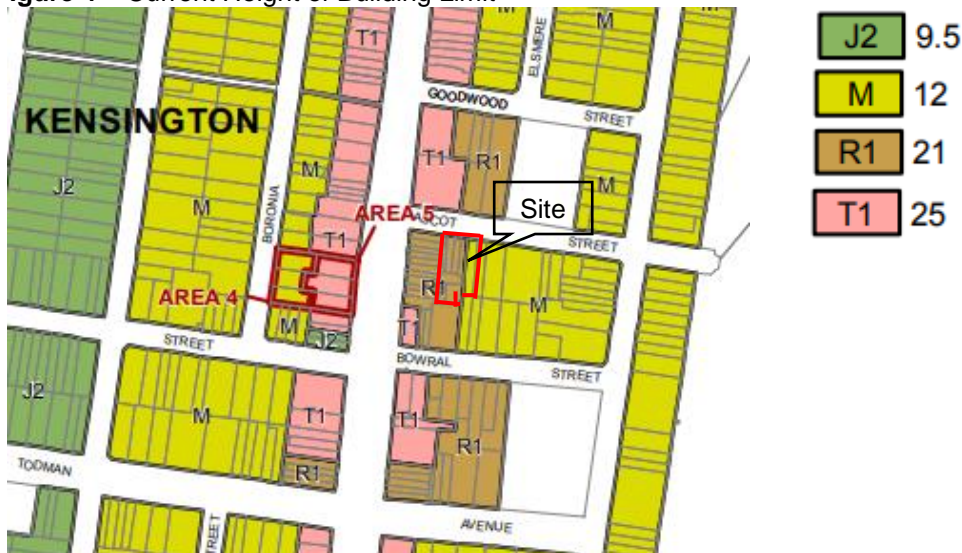 Current Height of Building Limit
J2 9.5
M 12
R1 21
T1 25
M
T1
ELSMERE
M
GOODWOOD
STREET
KENSINGTON
J2
M
BORONIA
M
T1
R1
M
AREA 5
ASCOT
Site
STREET
T1
AREA 4
R1
M
M
J2
T1
STREET
BOWRAL
STREET
J2
M
T1
T1
R1
R1
TODMAN
AVENUE
STREET